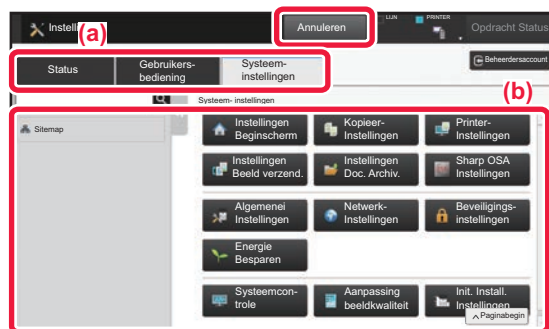 Instell
(a)
Annuleren
LIJN
PRINTER
Opdracht Status
Status
Gebruikers-
bediening
Systeem-
instellingen
Beheerdersaccount
(b)
Systeem- instellingen
Sitemap
Instellingen
Beginscherm
Kopieer-
Instellingen
Printer-
Instellingen
Instellingen
Beeld verzend.
Instellingen
Doc. Archiv.
Sharp OSA
Instellingen
Algemenei
Instellingen
Netwerk-
Instellingen
Beveiligings-
instellingen
Energie
Besparen
Systeemcon-
trole
Aanpassing
beeldkwaliteit
Init. Install.
Instellingen
Paginabegin